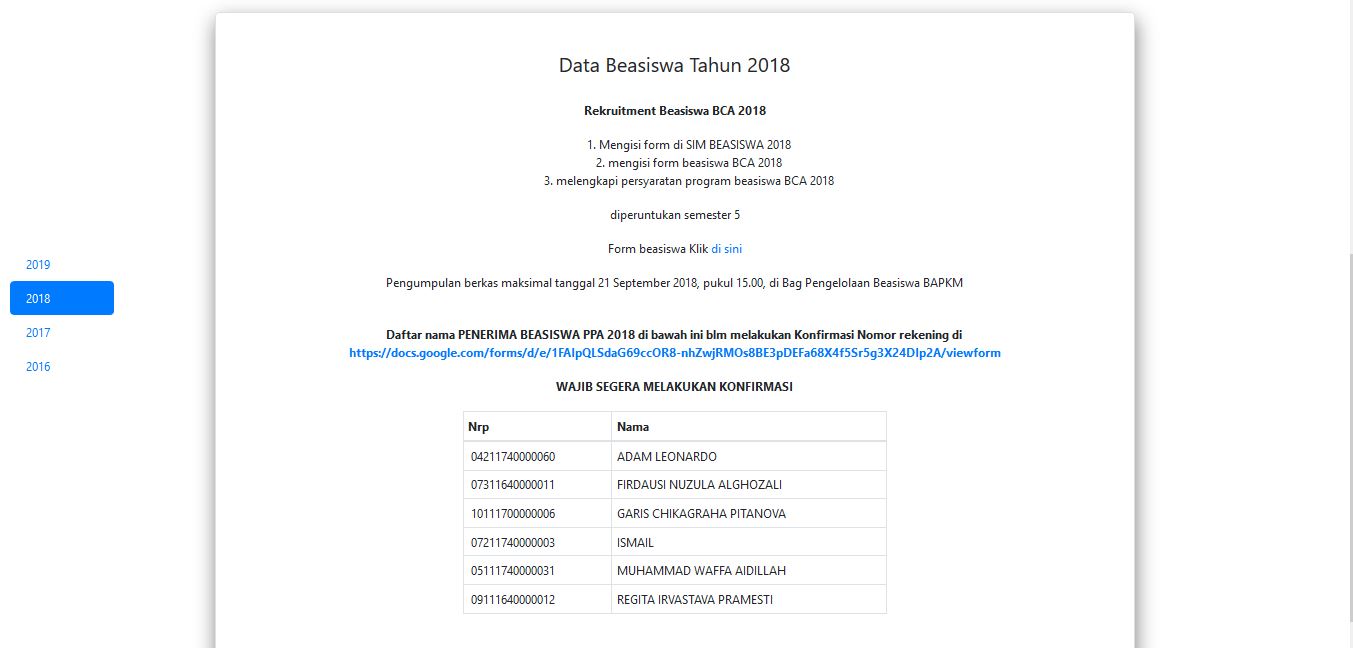 Data Beasiswa Tahun 2018
Rekruitment Beasiswa BCA 2018
1. Mengisi form di SIM BEASISWA 2018
2. mengisi form beasiswa BCA 2018
3. melengkapi persyaratan program beasiswa BCA 2018
diperuntukan semester 5
Form beasiswa Klik di sini
Pengumpulan berkas maksimal tanggal 21 September 2018, pukul 15.00, di Bag Pengelolaan Beasiswa BAPKM
2019
2018
2017
2016
Daftar nama PENERIMA BEASISWA PPA 2018 di bawah ini blm melakukan Konfirmasi Nomor rekening di
https://docs.google.com/forms/d/e/1FAIpQLSdaG69ccOR8-nhZwjRMOs8BE3pDEFa68X4f5Sr5g3X24DIp2A/viewform
WAJIB SEGERA MELAKUKAN KONFIRMASI
Nrp Nama
04211740000060 ADAM LEONARDO
07311640000011 FIRDAUSI NUZULA ALGHOZALI
10111700000006 GARIS CHIKAGRAHA PITANOVA
07211740000003 ISMAIL
05111740000031 MUHAMMAD WAFFA AIDILLAH
09111640000012 REGITA IRVASTAVA PRAMESTI